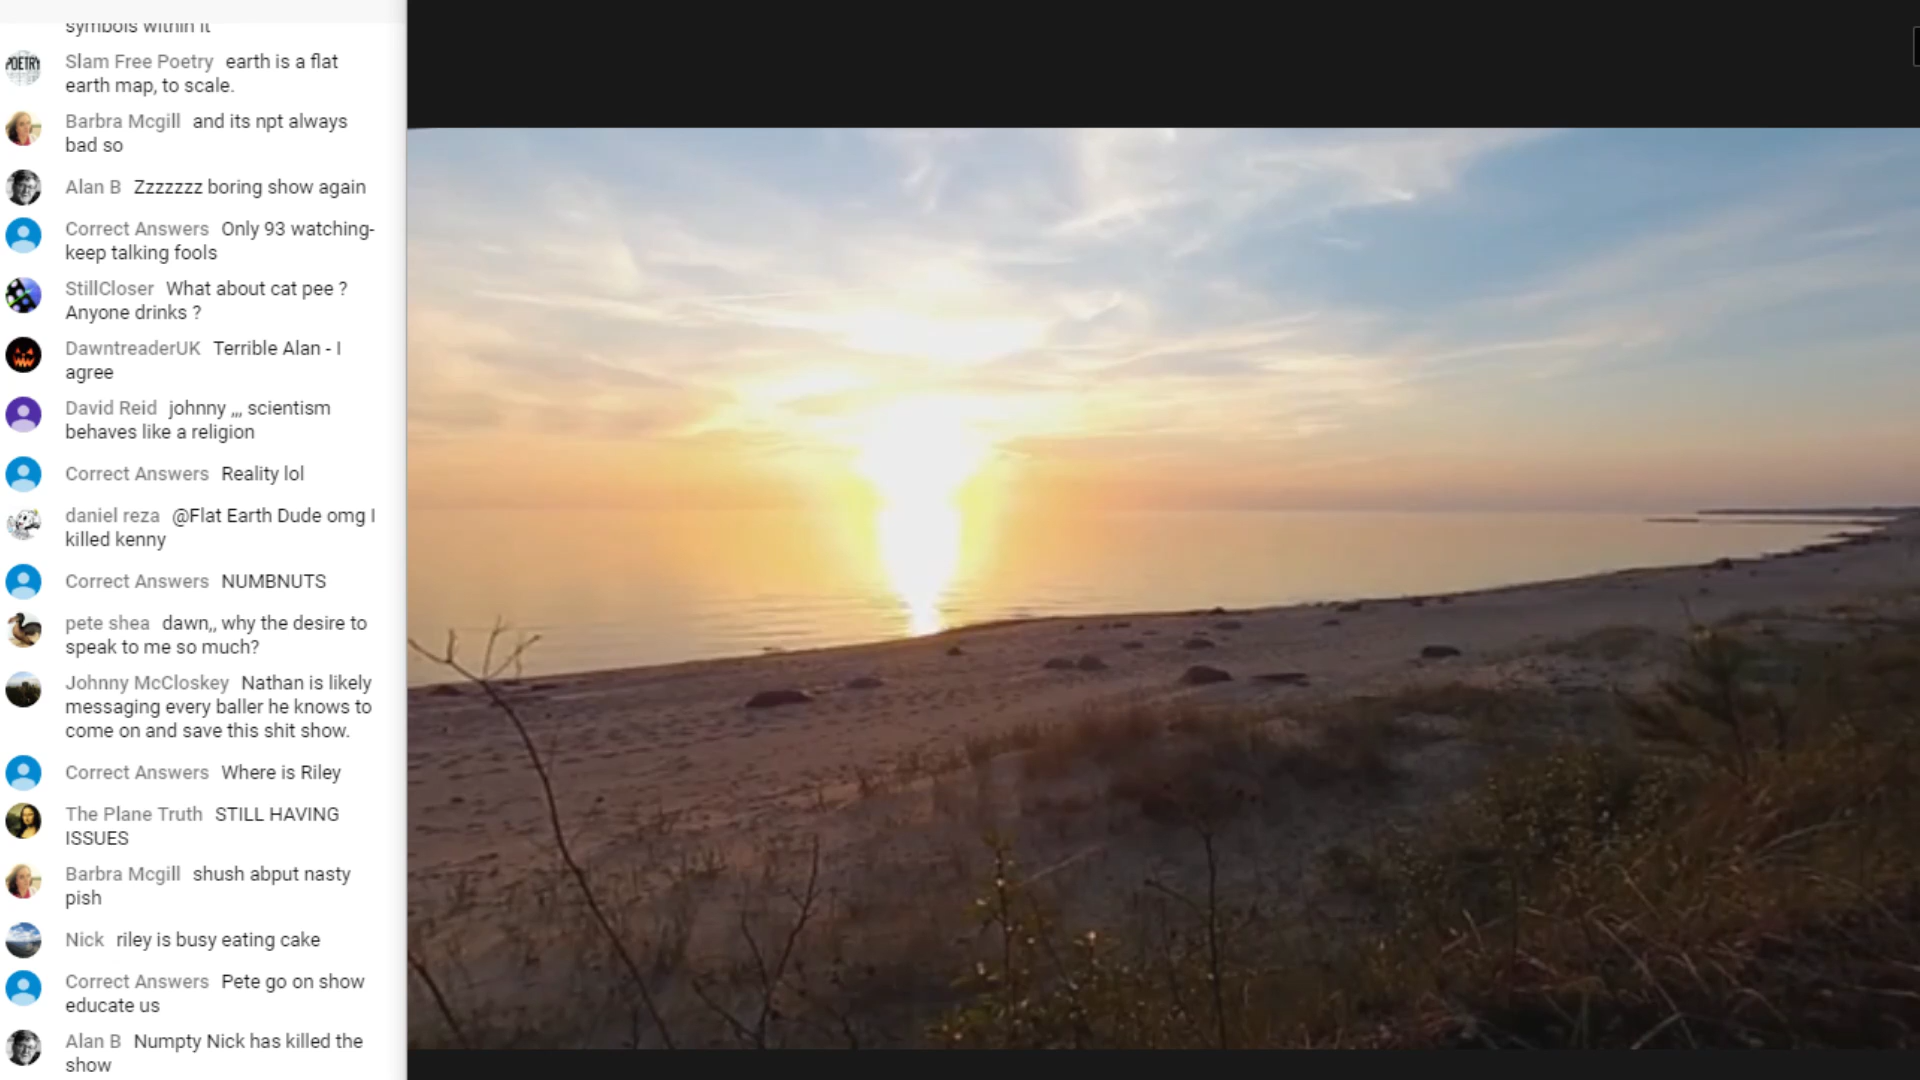 symbols within it
POETRY
Slam Free Poetry earth is a flat
earth map, to scale.
Barbra Mcgill and its npt always
bad so
Alan B Zzzzzzz boring show again
Correct Answers Only 93 watching-
keep talking fools
StillCloser What about cat pee ?
Anyone drinks ?
DawntreaderUK Terrible Alan - I
agree
David Reid johnny ,,, scientism
behaves like a religion
Correct Answers Reality lol
daniel reza @Flat Earth Dude omg I
killed kenny
Correct Answers NUMBNUTS
pete shea dawn,, why the desire to
speak to me so much?
Johnny McCloskey Nathan is likely
messaging every baller he knows to
come on and save this shit show.
Correct Answers Where is Riley
The Plane Truth STILL HAVING
ISSUES
Barbra Mcgill shush abput nasty
pish
Nick riley is busy eating cake
Correct Answers Pete go on show
educate us
Alan B Numpty Nick has killed the
show